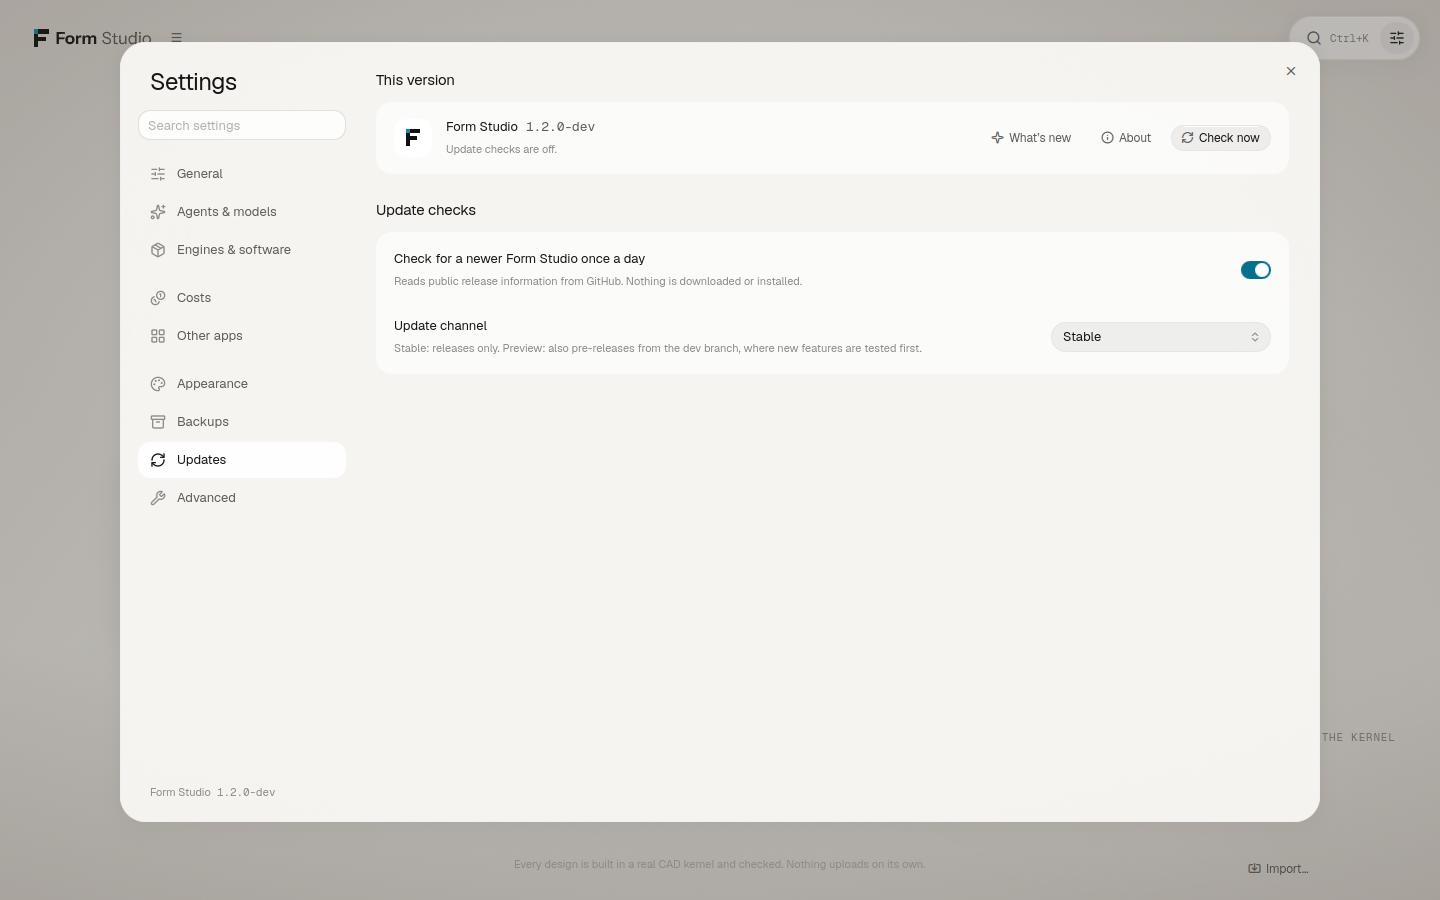 Form Studio
Ctrl+K
Settings
Search settings
General
Agents & models
Engines & software
Costs
Other apps
Appearance
Backups
Updates
Advanced
Form Studio 1.2.0-dev
This version
Form Studio 1.2.0-dev
Update checks are off.
What's new
About
Check now
Update checks
Check for a newer Form Studio once a day
Reads public release information from GitHub. Nothing is downloaded or installed.
Update channel
Stable: releases only. Preview: also pre-releases from the dev branch, where new features are tested first.
Stable
THE KERNEL
Every design is built in a real CAD kernel and checked. Nothing uploads on its own.
Import...